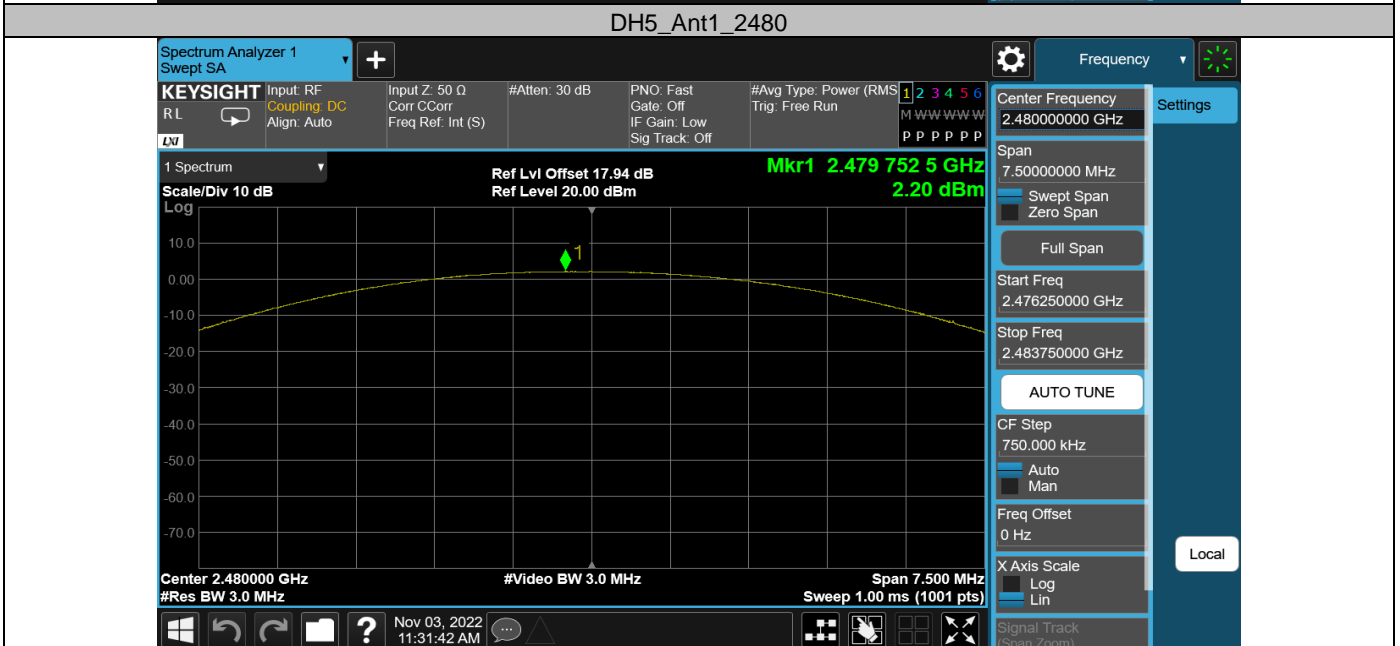 DH5_Ant1_2480
Spectrum Analyzer 1
Swept SA
+
Frequency
KEYSIGHT
RL
LXI
Input: RF
Coupling: DC
Align: Auto
Input Z: 50 Ω
Corr CCorr
Freq Ref: Int (S)
#Atten: 30 dB
PNO: Fast
Gate: Off
IF Gain: Low
Sig Track: Off
#Avg Type: Power (RMS
Trig: Free Run
1 2 3 4 5 6
M W W W W W
P P P P P P
1 Spectrum
Scale/Div 10 dB
Log
Ref Lvl Offset 17.94 dB
Ref Level 20.00 dBm
Mkr1 2.479 752 5 GHz
2.20 dBm
1
10.0
0.00
-10.0
-20.0
-30.0
-40.0
-50.0
-60.0
-70.0
Center 2.480000 GHz
#Res BW 3.0 MHz
#Video BW 3.0 MHz
Span 7.500 MHz
Sweep 1.00 ms (1001 pts)
?
Nov 03, 2022
11:31:42 AM
Center Frequency
2.480000000 GHz
Settings
Span
7.50000000 MHz
Swept Span
Zero Span
Full Span
Start Freq
2.476250000 GHz
Stop Freq
2.483750000 GHz
AUTO TUNE
CF Step
750.000 kHz
Auto
Man
Freq Offset
0 Hz
Local
X Axis Scale
Log
Lin
Signal Track
(Span Zoom)